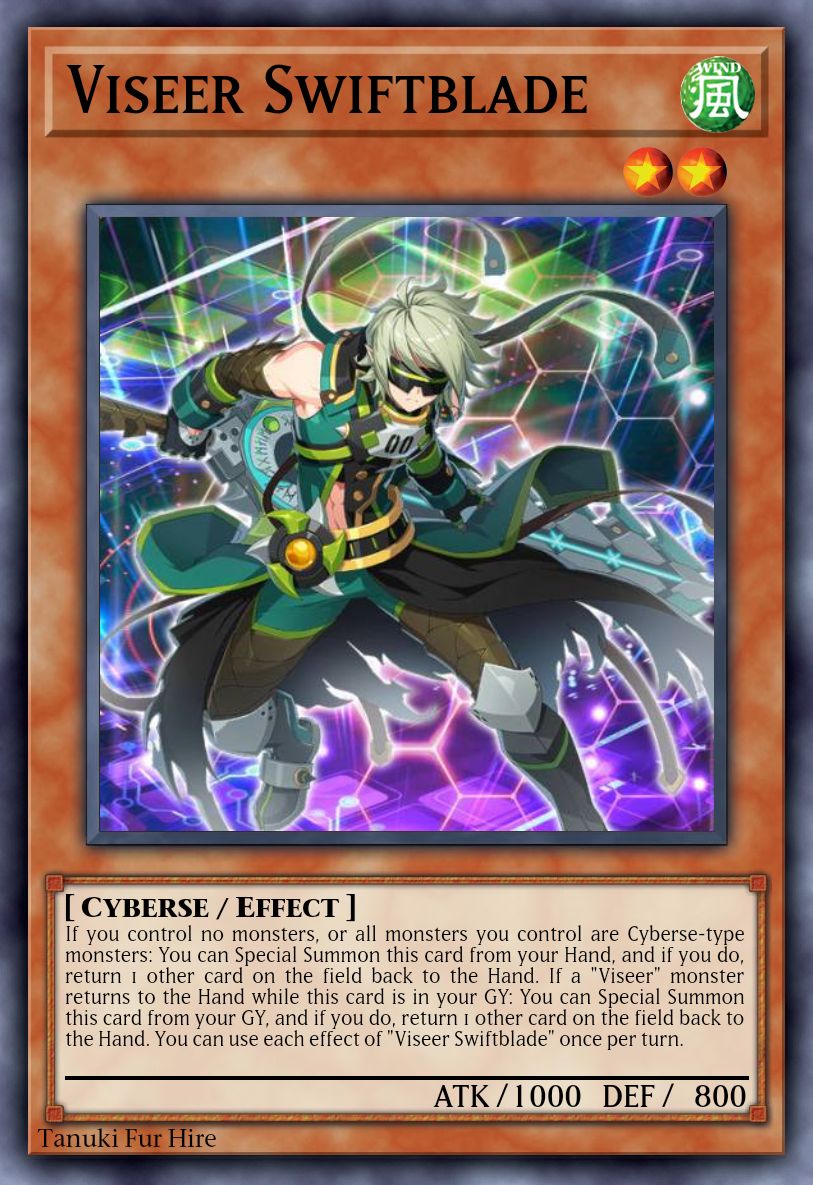 Viseer Swiftblade
WIND
風
00
[ Cyberse / Effect ]
If you control no monsters, or all monsters you control are Cyberse-type
monsters: You can Special Summon this card from your Hand, and if you do,
return 1 other card on the field back to the Hand. If a "Viseer" monster
returns to the Hand while this card is in your GY: You can Special Summon
this card from your GY, and if you do, return 1 other card on the field back to
the Hand. You can use each effect of "Viseer Swiftblade" once per turn.
ATK / 1000 DEF / 800
Tanuki Fur Hire